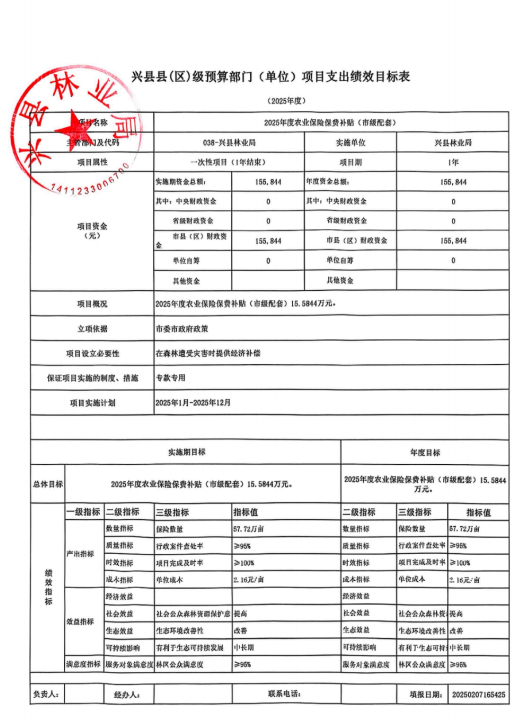 兴县县(区)级预算部门(单位)项目支出绩效目标表
(2025年度)
兴县林业局
1411233006700
项目名称 2025年度农业保险保费补贴(市级配套)
主管部门及代码 038-兴县林业局 实施单位 兴县林业局
项目属性 一次性项目(1年结束) 项目期 1年
项目资金(元) 实施期资金总额: 155,844 年度资金总额: 155,844
其中:中央财政资金 0 其中:中央财政资金 0
省级财政资金 0 省级财政资金 0
市县(区)财政资金 155,844 市县(区)财政资金 155,844
单位自筹 0 单位自筹 0
其他资金 其他资金
项目概况 2025年度农业保险保费补贴(市级配套)15.5844万元。
立项依据 市委市政府政策
项目设立必要性 在森林遭受灾害时提供经济补偿
保证项目实施的制度、措施 专款专用
项目实施计划 2025年1月-2025年12月
实施期目标 年度目标
总体目标 2025年度农业保险保费补贴(市级配套)15.5844万元。 2025年度农业保险保费补贴(市级配套)15.5844万元。
绩效指标 一级指标 二级指标 三级指标 指标值 二级指标 三级指标 指标值
产出指标 数量指标 保险数量 57.72万亩 数量指标 保险数量 57.72万亩
质量指标 行政案件查处率 ≥95% 质量指标 行政案件查处率 ≥95%
时效指标 项目完成及时率 ≥100% 时效指标 项目完成及时率 ≥100%
成本指标 单位成本 2.16元/亩 成本指标 单位成本 2.16元/亩
效益指标 经济效益 经济效益
社会效益 社会公众森林资源保护意 提高 社会效益 社会公众森林资 提高
生态效益 生态环境改善性 改善 生态效益 生态环境改善性 改善
可持续影响 有利于生态可持续发展 中长期 可持续影响 有利于生态可持 中长期
满意度指标 服务对象满意度 林区公众满意度 ≥95% 服务对象满意度 林区公众满意度 ≥95%
负责人: 经办人: 联系电话: 填报日期: 20250207165425